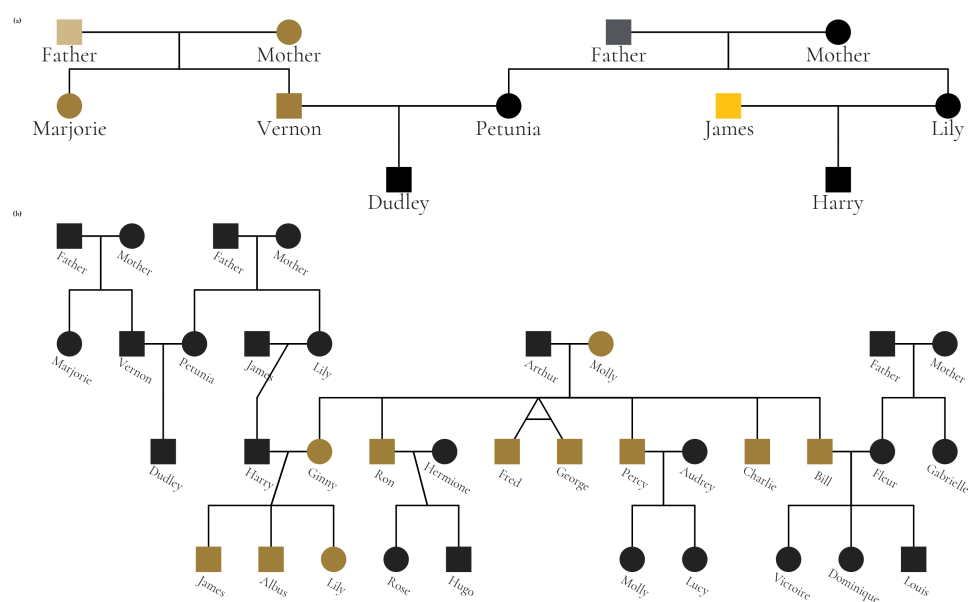 (a)
Father Mother Father Mother
Marjorie Vernon Petunia James Lily
Dudley Harry
(b)
Father Mother Father Mother
Marjorie Vernon Petunia James Lily Arthur Molly Father Mother
Dudley Harry Ginny Ron Hermione Fred George Percy Audrey Charlie Bill Fleur Gabrielle
James Albus Lily Rose Hugo Molly Lucy Victoire Dominique Louis